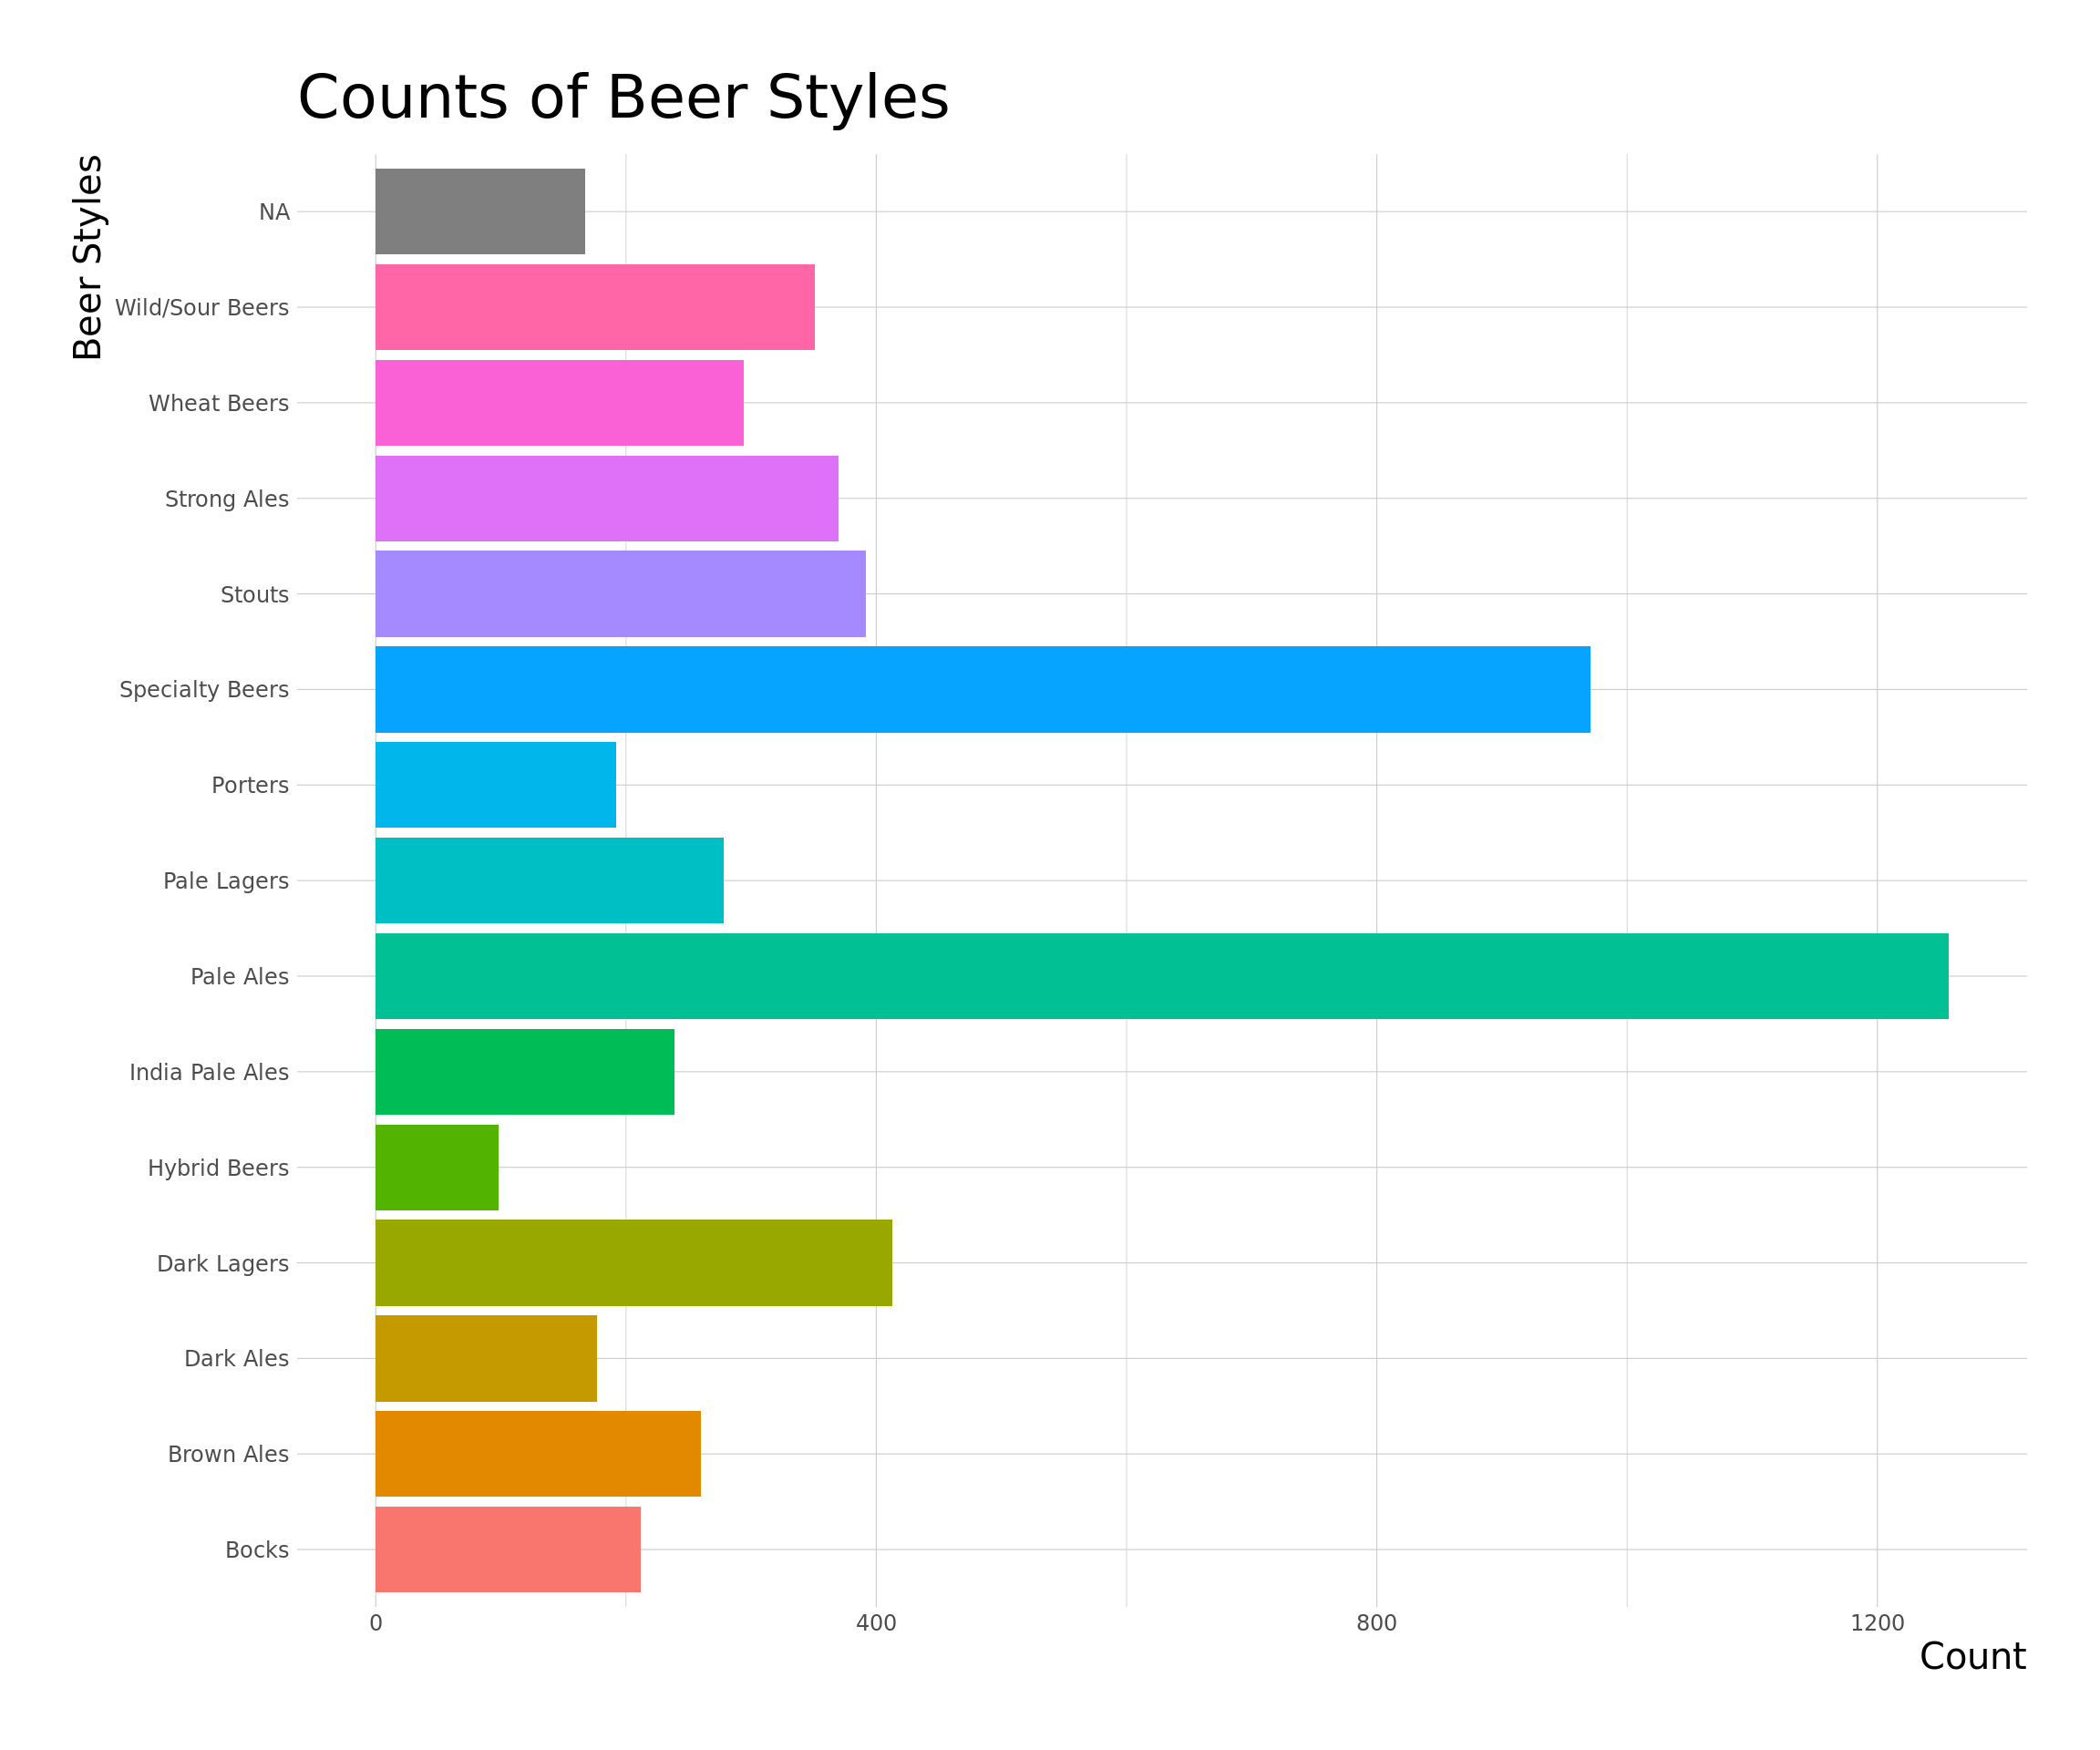 Counts of Beer Styles
Beer Styles
NA
Wild/Sour Beers
Wheat Beers
Strong Ales
Stouts
Specialty Beers
Porters
Pale Lagers
Pale Ales
India Pale Ales
Hybrid Beers
Dark Lagers
Dark Ales
Brown Ales
Bocks
0 400 800 1200
Count